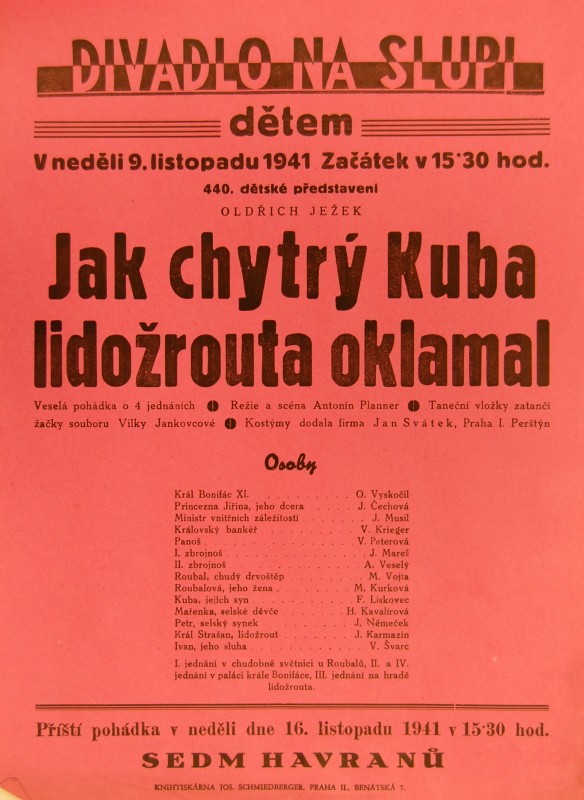 DIVADLO NA SLUPI
dětem
V neděli 9. listopadu 1941 Začátek v 15·30 hod.
440. dětské představení
OLDŘICH JEŽEK
Jak chytrý Kuba
lidožrouta oklamal
Veselá pohádka o 4 jednáních ● Režie a scéna Antonín Planner ● Taneční vložky zatančí
žačky souboru Vilky Jankovcové ● Kostýmy dodala firma Jan Svátek, Praha I. Perštýn
Osoby
Král Bonifác XI. . . . . . . . . . . O. Vyskočil
Princezna Jiřina, jeho dcera . . . . . J. Čechová
Ministr vnitřních záležitostí . . . . . . J. Musil
Královský bankéř . . . . . . . . . . V. Krieger
Panoš . . . . . . . . . . . . . . V. Peterová
I. zbrojnoš . . . . . . . . . . . . . J. Mareš
II. zbrojnoš . . . . . . . . . . . . A. Veselý
Roubal, chudý drvoštěp . . . . . . . M. Vojta
Roubalová, jeho žena . . . . . . . . M. Kurková
Kuba, jejich syn . . . . . . . . . . F. Liskovec
Mařenka, selské děvče . . . . . . H. Kavalírová
Petr, selský synek . . . . . . . . . J. Němeček
Král Strašan, lidožrout . . . . . . . J. Karmazín
Ivan, jeho sluha . . . . . . . . . . V. Švarc
I. jednání v chudobné světnici u Roubalů, II. a IV.
jednání v paláci krále Bonifáce, III. jednání na hradě
lidožrouta.
Příští pohádka v neděli dne 16. listopadu 1941 v 15·30 hod.
SEDM HAVRANŮ
KNIHTISKÁRNA JOS. SCHMIEDBERGER, PRAHA II., BENÁTSKÁ 7.